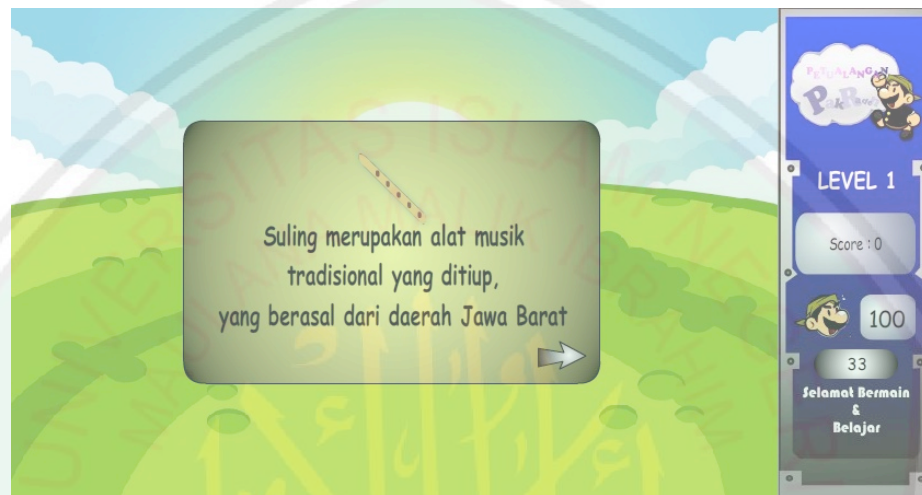 Suling merupakan alat musik
tradisional yang ditiup,
yang berasal dari daerah Jawa Barat
PETUALANGAN
LEVEL 1
Score : 0
100
33
Selamat Bermain
&
Belajar